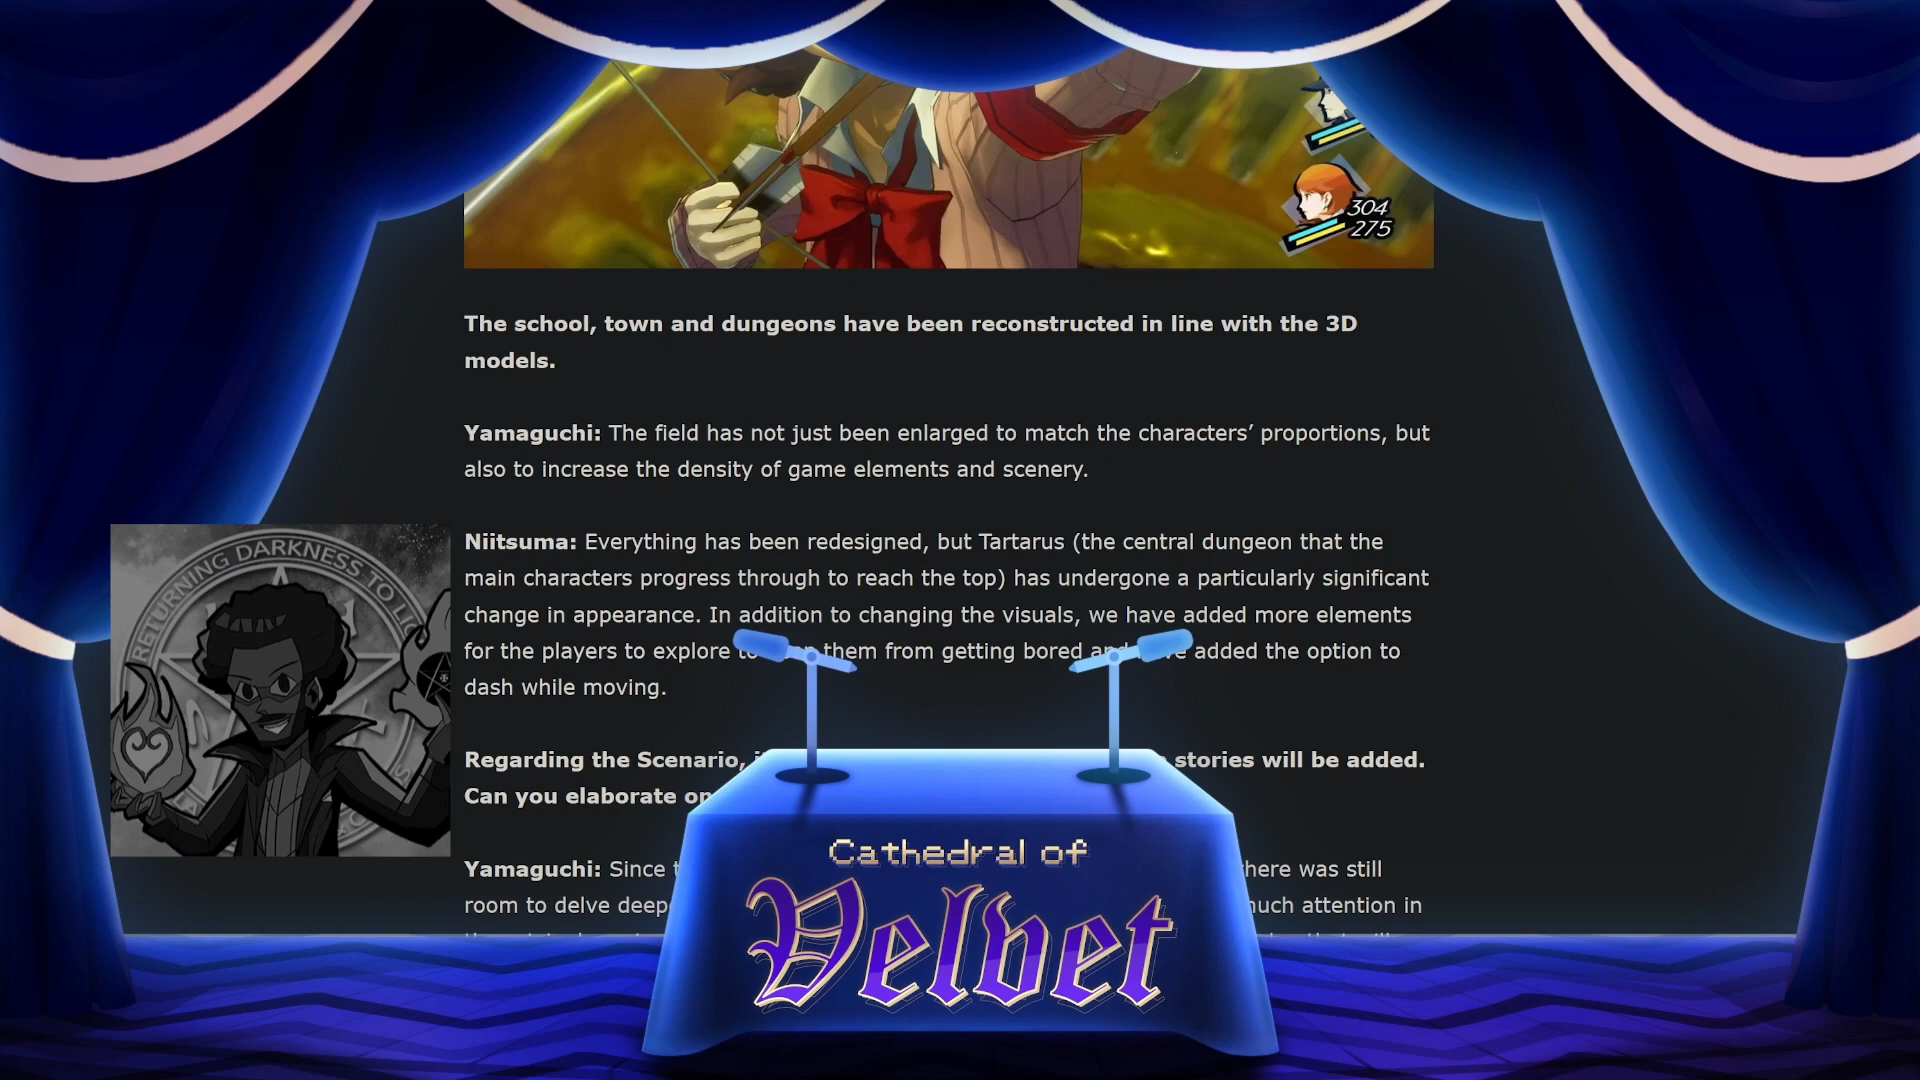 304
275
The school, town and dungeons have been reconstructed in line with the 3D
models.
Yamaguchi: The field has not just been enlarged to match the characters’ proportions, but
also to increase the density of game elements and scenery.
Niitsuma: Everything has been redesigned, but Tartarus (the central dungeon that the
main characters progress through to reach the top) has undergone a particularly significant
change in appearance. In addition to changing the visuals, we have added more elements
for the players to explore them from getting bored added the option to
dash while moving.
RETURNING DARKNESS TO
Regarding the Scenario, stories will be added.
Can you elaborate
Yamaguchi: Since there was still
room to delve much attention in
Cathedral of
Velvet